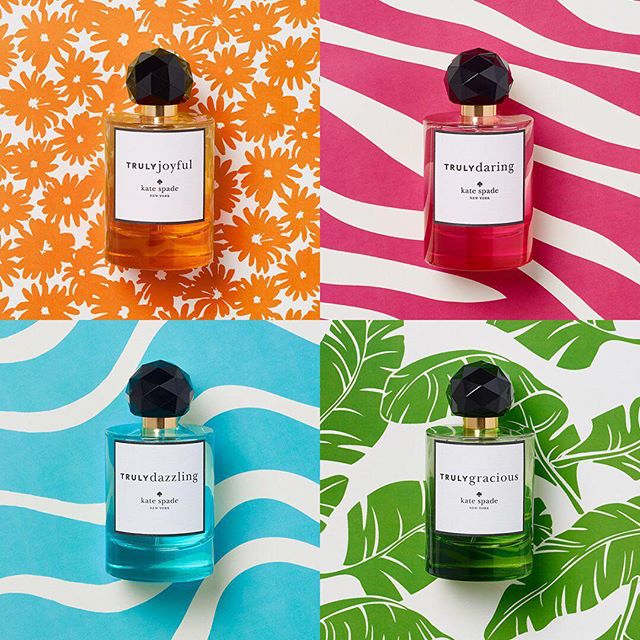 TRULYjoyful
kate spade
NEW YORK
TRULYdaring
kate spade
NEW YORK
TRULYdazzling
kate spade
NEW YORK
TRULYgracious
kate spade
NEW YORK